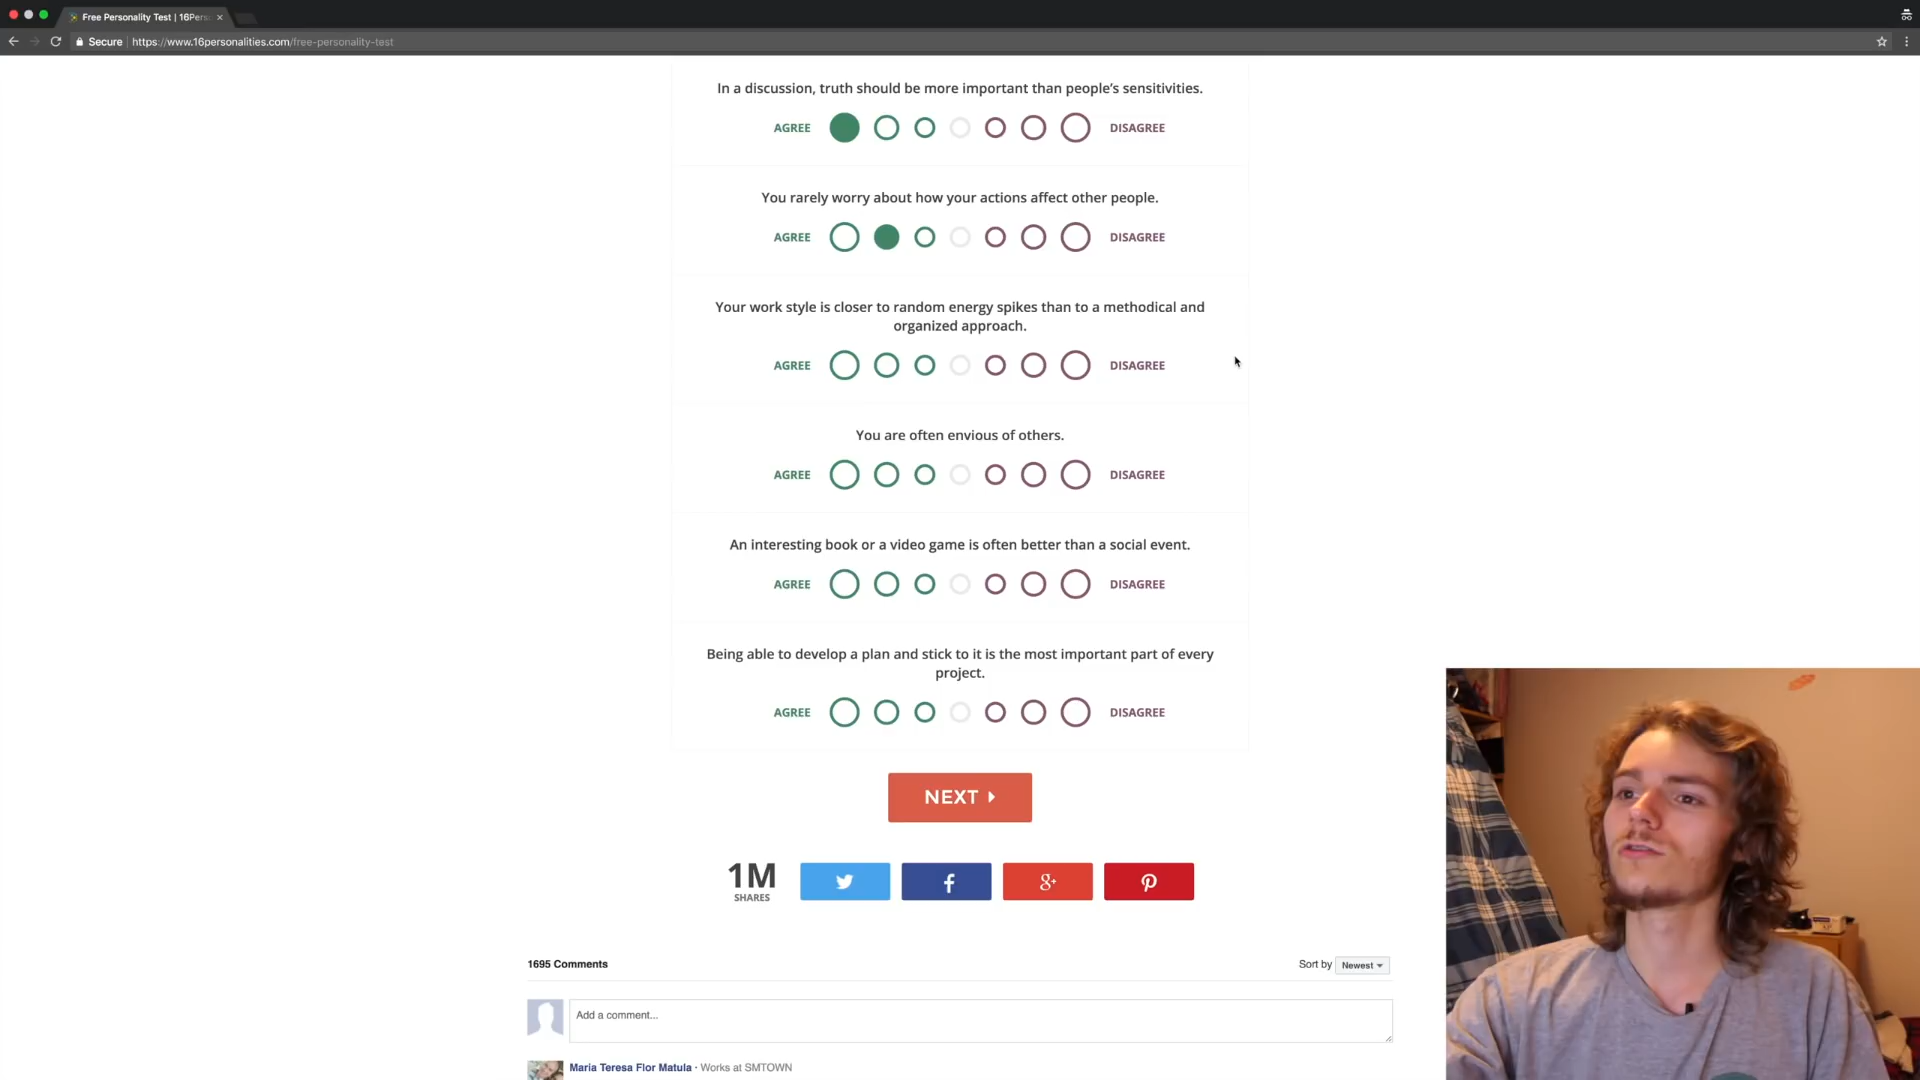 Free Personality Test | 16Pers
Secure https://www.16personalities.com/free-personality-test
In a discussion, truth should be more important than people's sensitivities.
AGREE DISAGREE
You rarely worry about how your actions affect other people.
AGREE DISAGREE
Your work style is closer to random energy spikes than to a methodical and
organized approach.
AGREE DISAGREE
You are often envious of others.
AGREE DISAGREE
An interesting book or a video game is often better than a social event.
AGREE DISAGREE
Being able to develop a plan and stick to it is the most important part of every
project.
AGREE DISAGREE
NEXT
1M
SHARES
1695 Comments
Sort by Newest
Add a comment...
Maria Teresa Flor Matula · Works at SMTOWN